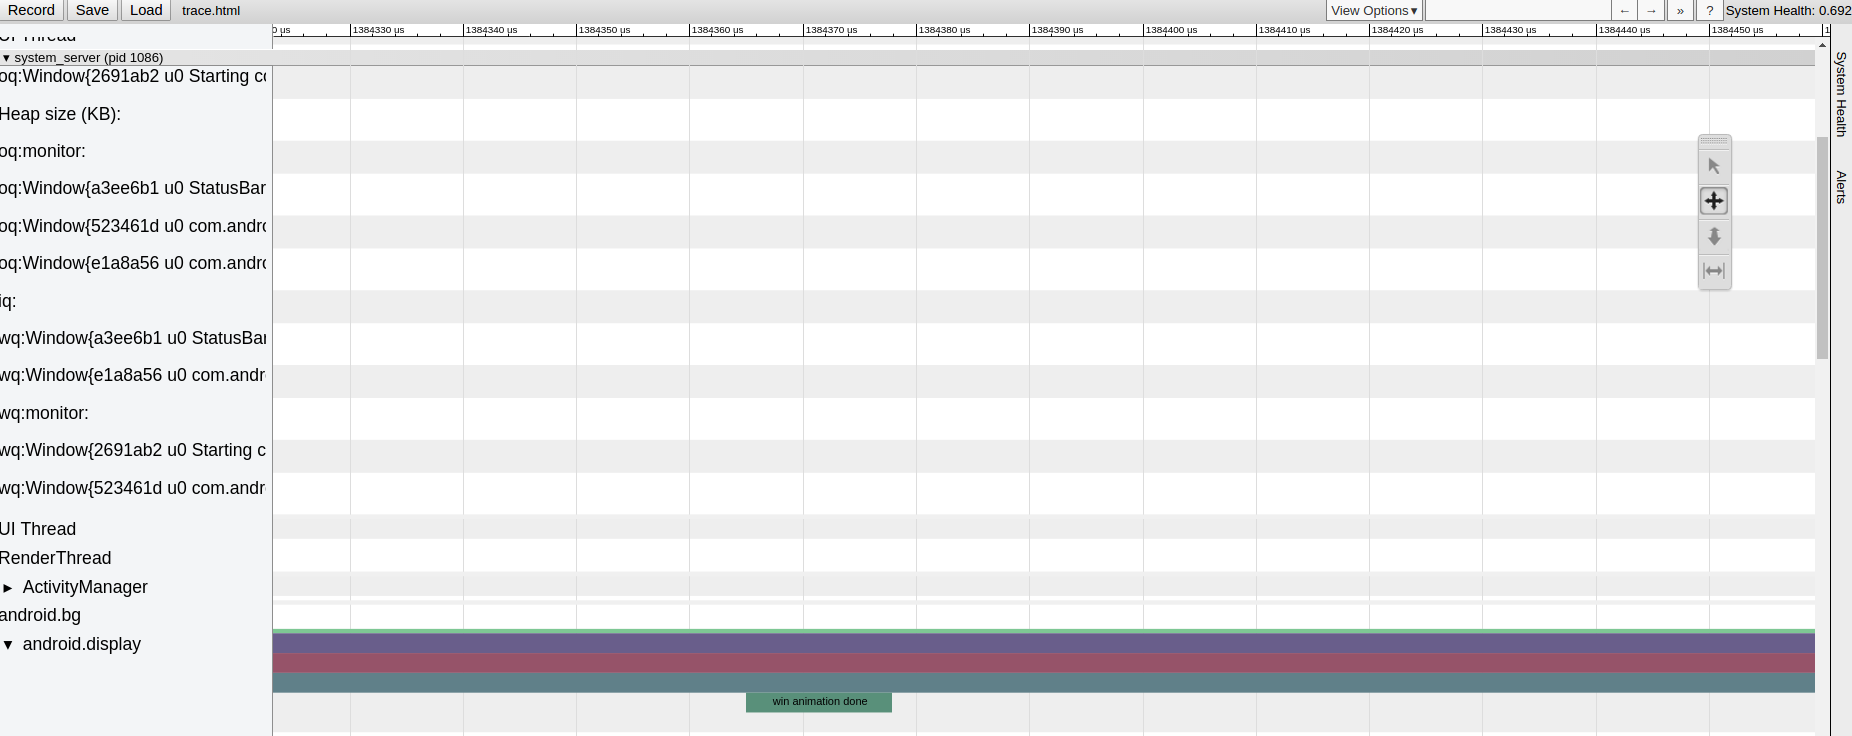 Record Save Load trace.html View Options▾ ← → » ? System Health: 0.692
0 µs 1384330 µs 1384340 µs 1384350 µs 1384360 µs 1384370 µs 1384380 µs 1384390 µs 1384400 µs 1384410 µs 1384420 µs 1384430 µs 1384440 µs 1384450 µs 1
UI Thread
▾ system_server (pid 1086)
oq:Window{2691ab2 u0 Starting co
Heap size (KB):
oq:monitor:
oq:Window{a3ee6b1 u0 StatusBar
oq:Window{523461d u0 com.andro
oq:Window{e1a8a56 u0 com.andro
iq:
wq:Window{a3ee6b1 u0 StatusBar
wq:Window{e1a8a56 u0 com.andr
wq:monitor:
wq:Window{2691ab2 u0 Starting c
wq:Window{523461d u0 com.andr
UI Thread
RenderThread
▸ ActivityManager
android.bg
▾ android.display
win animation done
System Health
Alerts